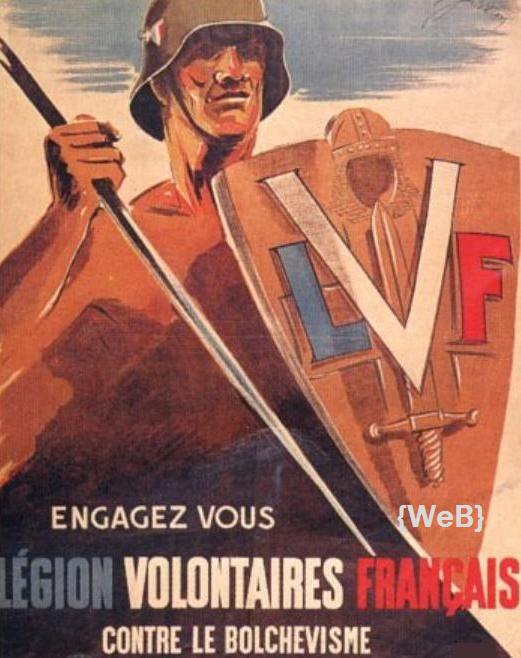 LVF
ENGAGEZ VOUS
{WeB}
LÉGION VOLONTAIRES FRANÇAIS
CONTRE LE BOLCHEVISME